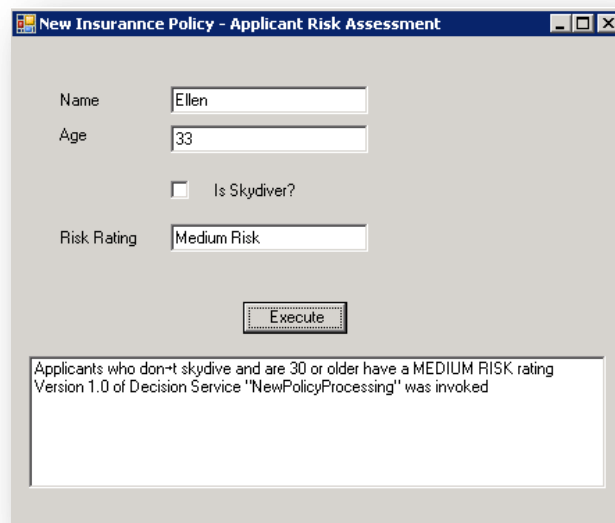 New Insurannce Policy - Applicant Risk Assessment
Name
Ellen
Age
33
Is Skydiver?
Risk Rating
Medium Risk
Execute
Applicants who don→t skydive and are 30 or older have a MEDIUM RISK rating
Version 1.0 of Decision Service "NewPolicyProcessing" was invoked